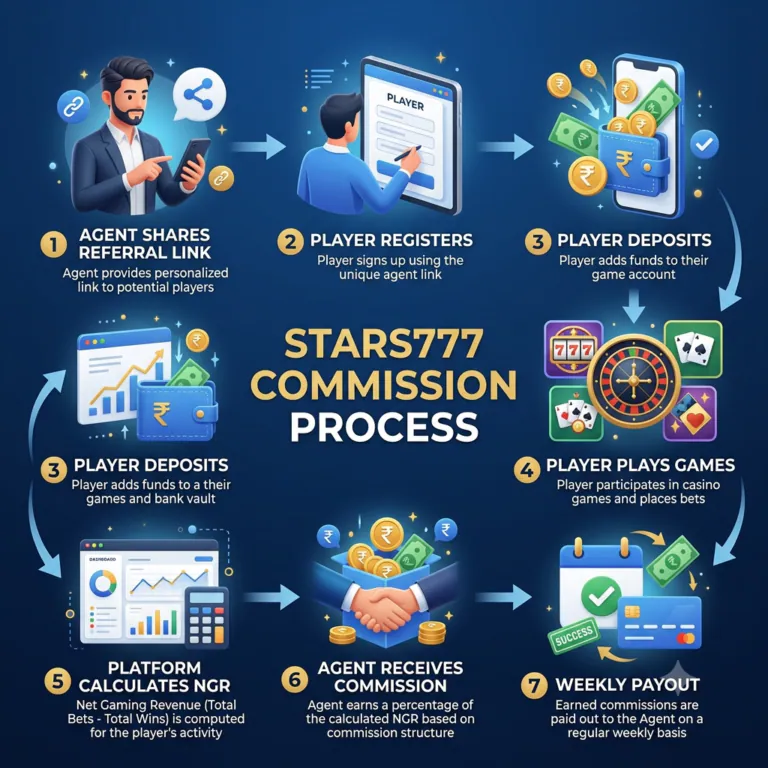 1
AGENT SHARES
REFERRAL LINK
Agent provides personalized
link to potential players
PLAYER
2 PLAYER REGISTERS
Player signs up using the
unique agent link
3 PLAYER DEPOSITS
Player adds funds to their
game account
STARS777
COMMISSION
PROCESS
3 PLAYER DEPOSITS
Player adds funds to a their
games and bank vault
777
4 PLAYER PLAYS GAMES
Player participates in casino
games and places bets
DASHBOARD
5 PLATFORM
CALCULATES NGR
Net Gaming Revenue (Total
Bets - Total Wins) is computed
for the player's activity
6 AGENT RECEIVES
COMMISSION
Agent earns a percentage of
the calculated NGR based on
commission structure
SUCCESS
7 WEEKLY PAYOUT
Earned commissions are
paid out to the Agent on a
regular weekly basis